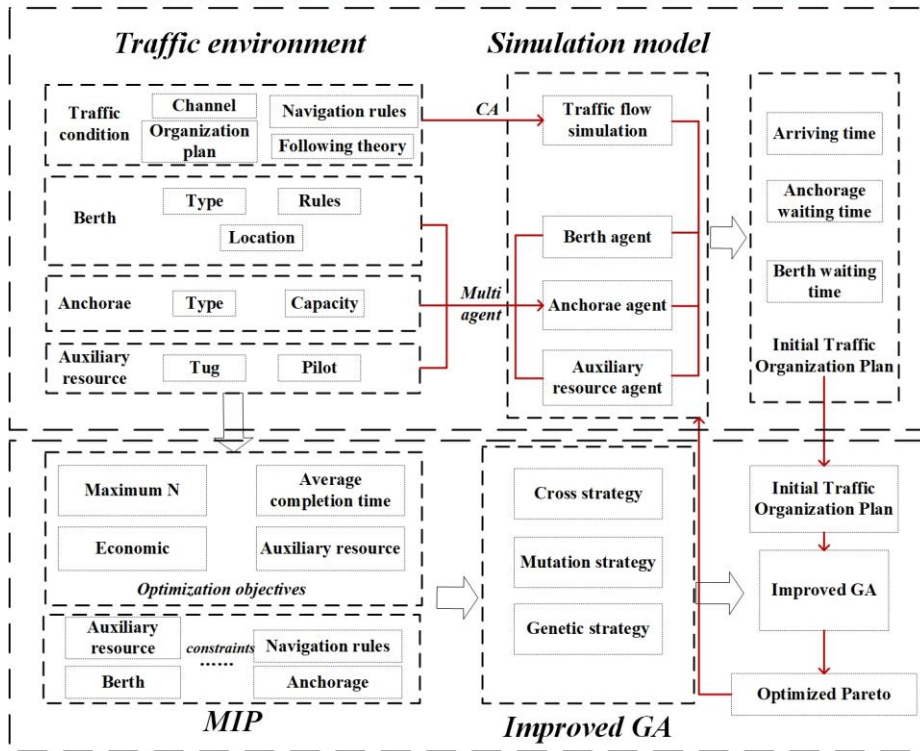 Traffic environment
Simulation model
Traffic
condition
Channel
Organization
plan
Navigation rules
Following theory
CA
Traffic flow
simulation
Arriving time
Berth
Type
Rules
Location
Anchorage
waiting time
Berth agent
Berth waiting
time
Anchorae
Type
Capacity
Multi
agent
Anchorae agent
Auxiliary
resource
Tug
Pilot
Auxiliary
resource agent
Initial Traffic
Organization Plan
Maximum N
Average
completion time
Economic
Auxiliary resource
Optimization objectives
Cross strategy
Mutation strategy
Genetic strategy
Initial Traffic
Organization Plan
Improved GA
Optimized Pareto
Auxiliary
resource
constraints
......
Navigation rules
Berth
Anchorage
MIP
Improved GA